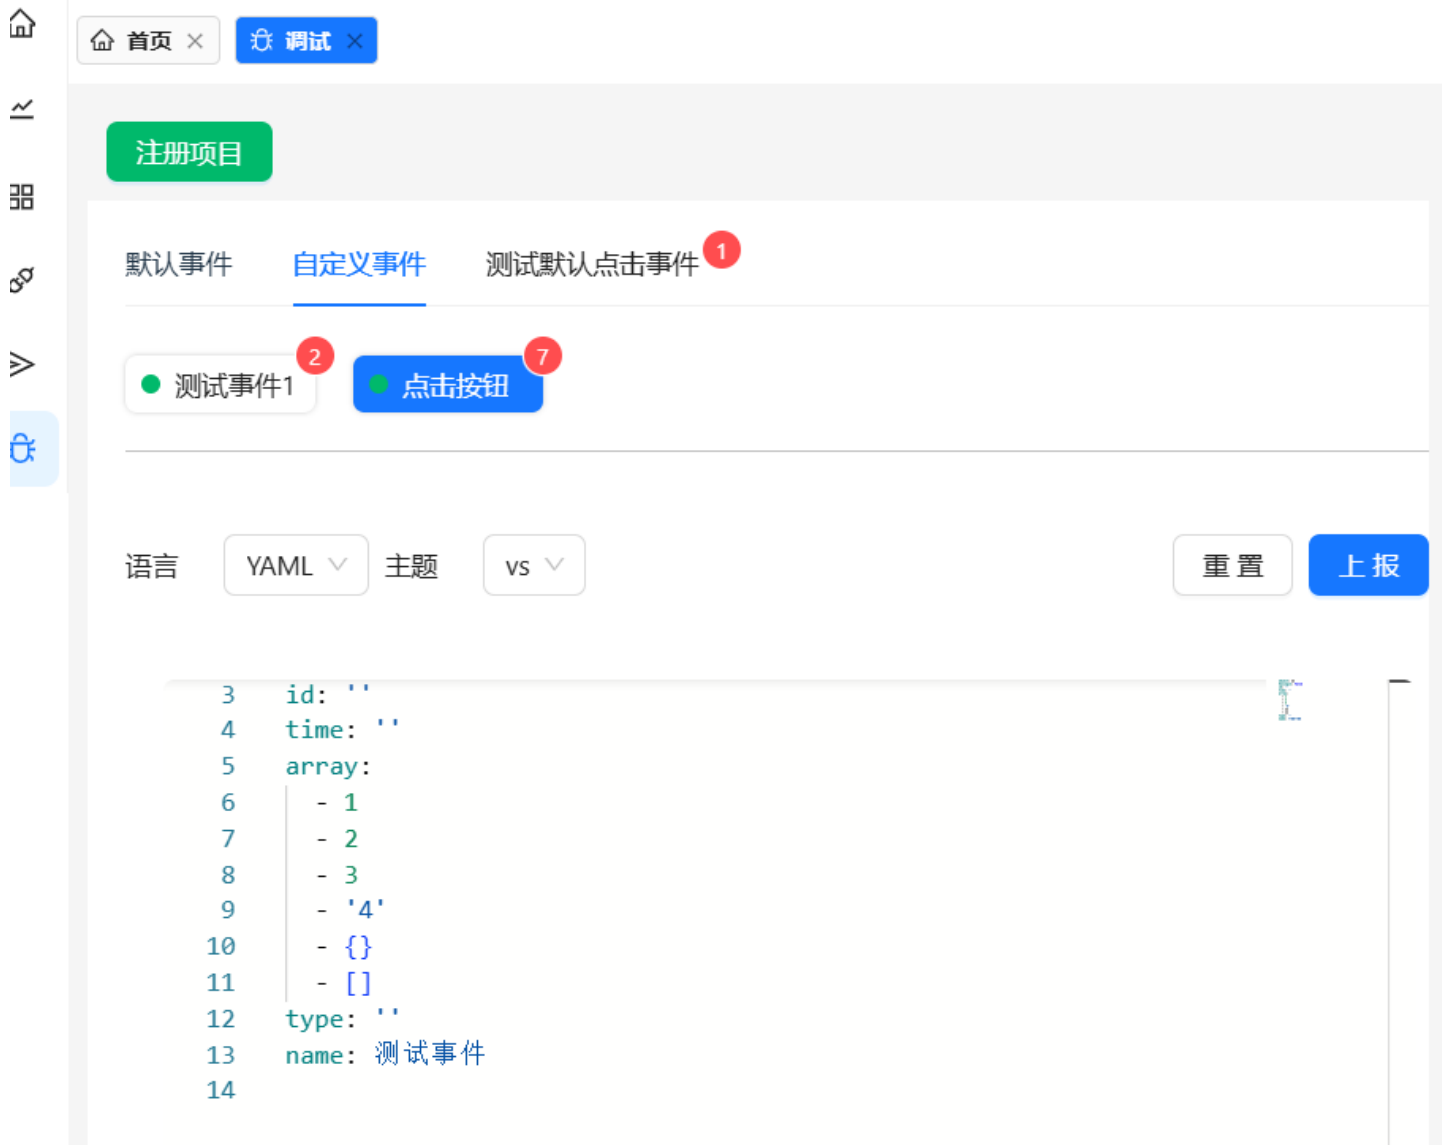 首页 调试
注册项目
默认事件 自定义事件 测试默认点击事件 1
测试事件1 2 点击按钮 7
语言 YAML 主题 vs 重置 上报
3 id: ''
4 time: ''
5 array:
6 - 1
7 - 2
8 - 3
9 - '4'
10 - {}
11 - []
12 type: ''
13 name: 测试事件
14